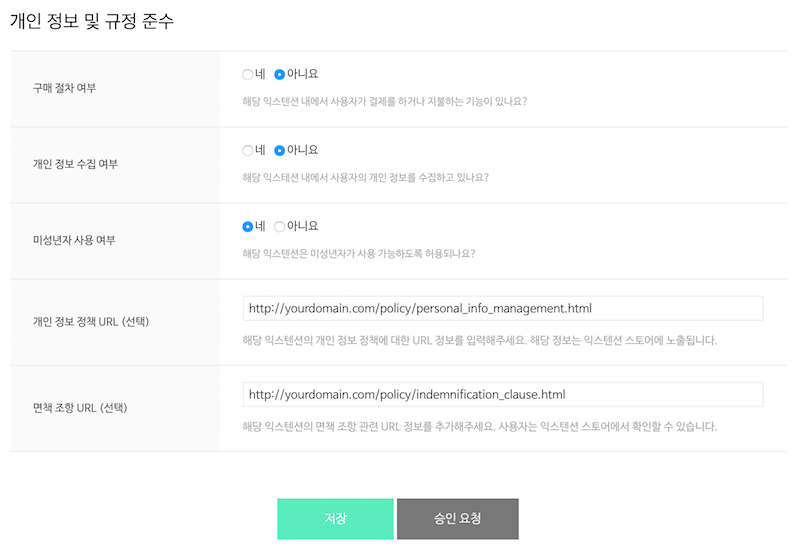 개인 정보 및 규정 준수
구매 절차 여부
네 아니요
해당 익스텐션 내에서 사용자가 결제를 하거나 지불하는 기능이 있나요?
개인 정보 수집 여부
네 아니요
해당 익스테션 내에서 사용자의 개인 정보를 수집하고 있나요?
미성년자 사용 여부
네 아니요
해당 익스텐션은 미성년자가 사용 가능하도록 허용되나요?
개인 정보 정책 URL (선택)
http://yourdomain.com/policy/personal_info_management.html
해당 익스텐션의 개인 정보 정책에 대한 URL 정보를 입력해주세요. 해당 정보는 익스텐션 스토어에 노출됩니다.
면책 조항 URL (선택)
http://yourdomain.com/policy/indemnification_clause.html
해당 익스텐션의 면책 조항 관련 URL 정보를 추가해주세요. 사용자는 익스텐션 스토어에서 확인할 수 있습니다.
저장 승인 요청